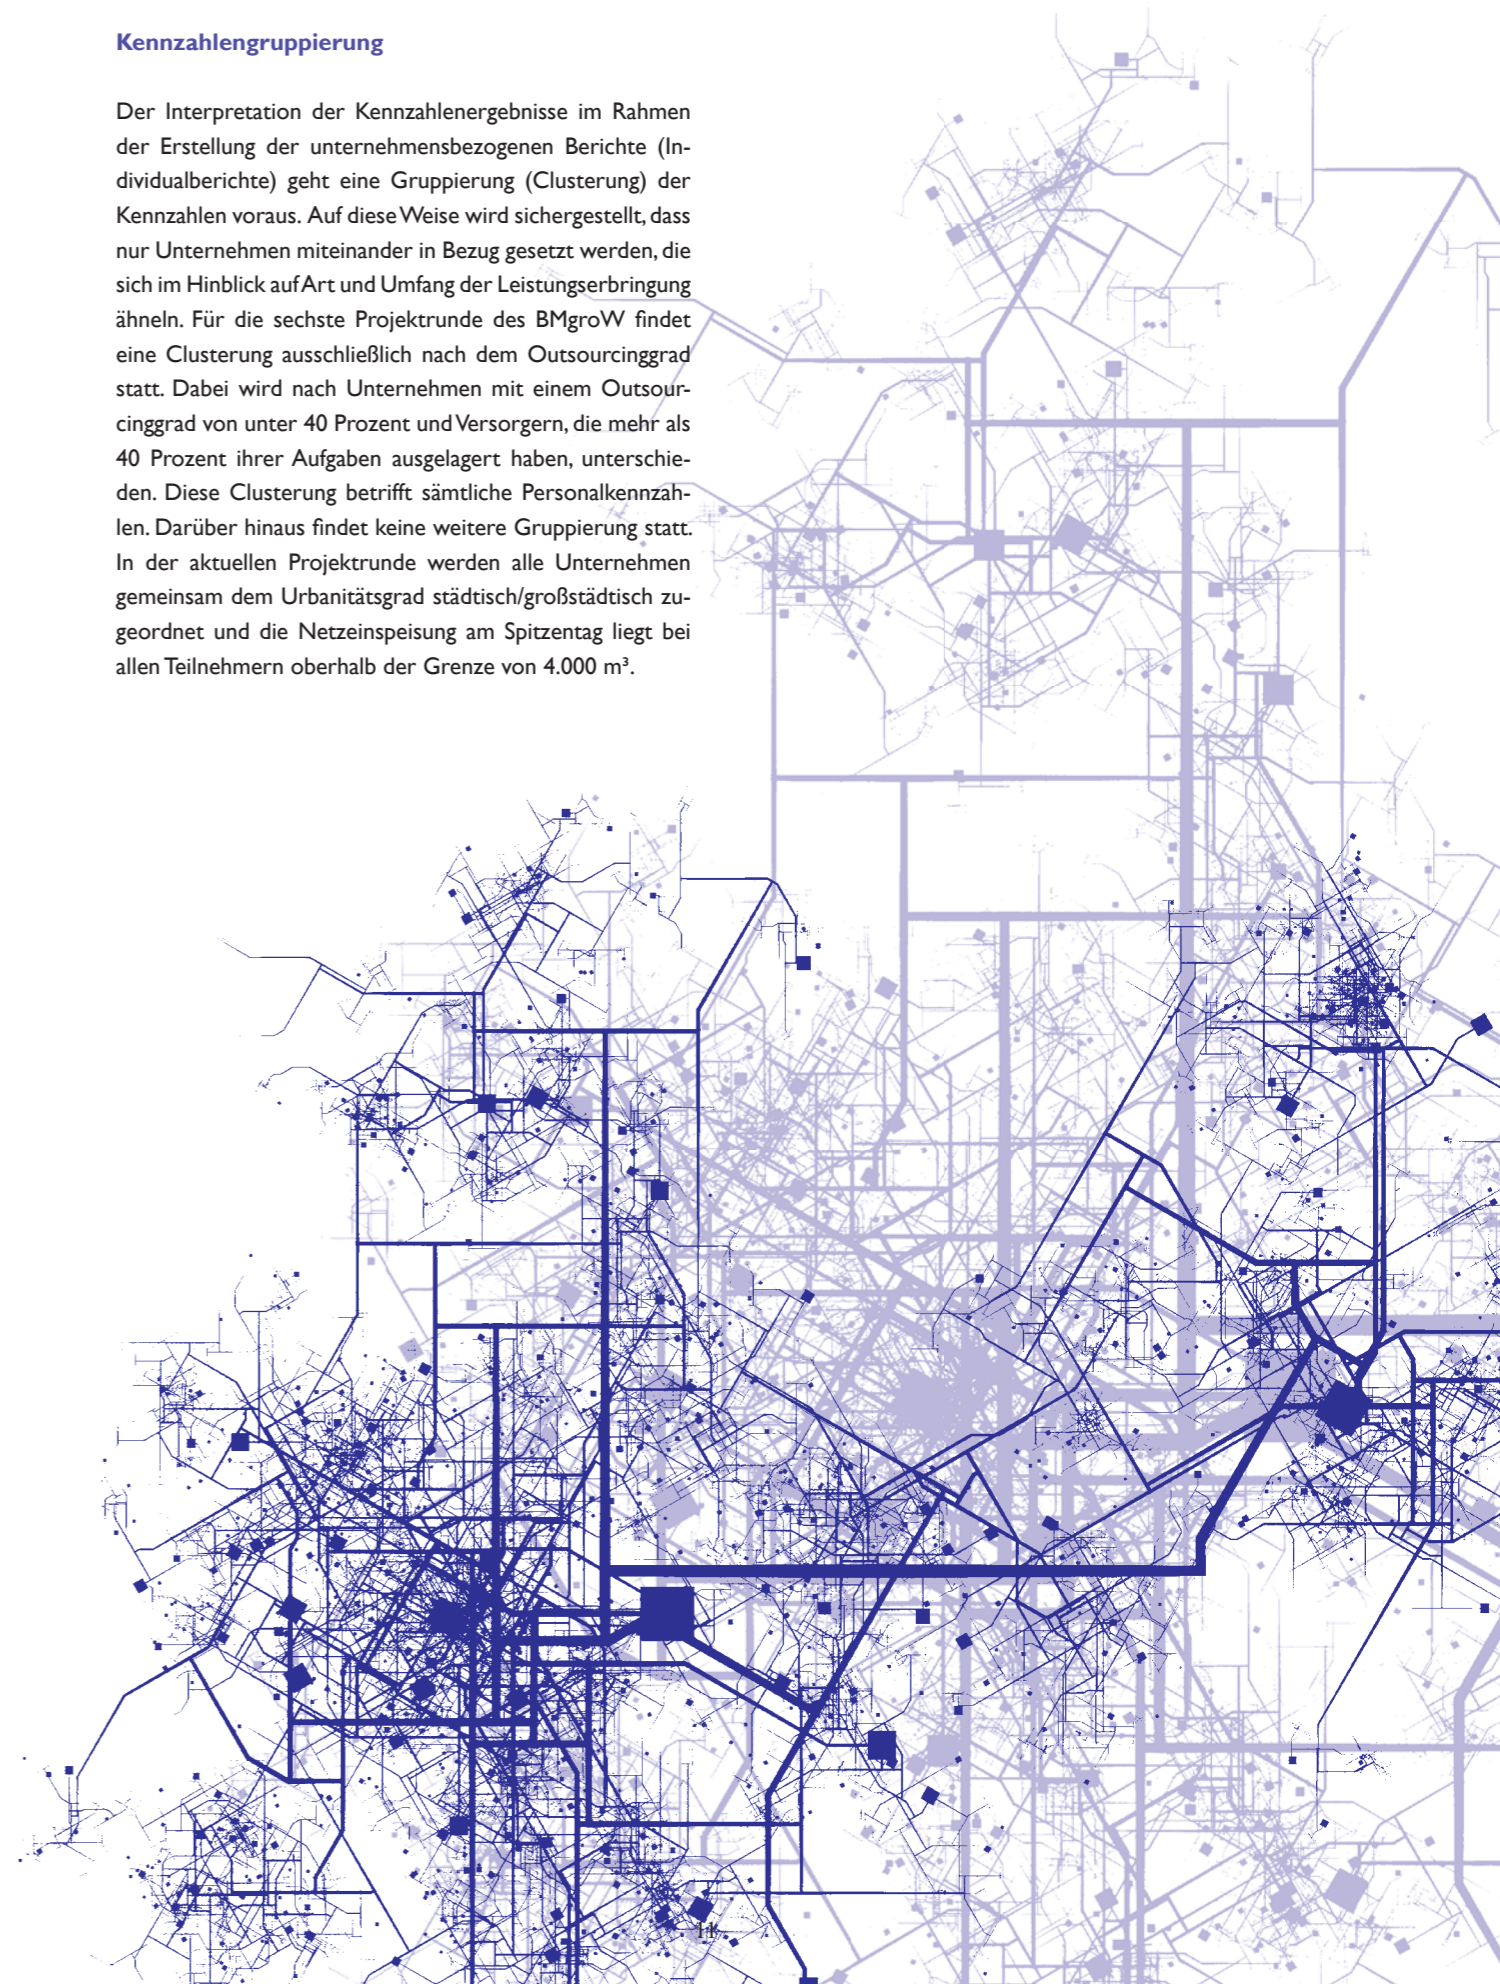 Kennzahlengruppierung
Der Interpretation der Kennzahlenergebnisse im Rahmen
der Erstellung der unternehmensbezogenen Berichte (In-
dividualberichte) geht eine Gruppierung (Clusterung) der
Kennzahlen voraus. Auf diese Weise wird sichergestellt, dass
nur Unternehmen miteinander in Bezug gesetzt werden, die
sich im Hinblick auf Art und Umfang der Leistungserbringung
ähneln. Für die sechste Projektrunde des BMgroW findet
eine Clusterung ausschließlich nach dem Outsourcinggrad
statt. Dabei wird nach Unternehmen mit einem Outsour-
cinggrad von unter 40 Prozent und Versorgern, die mehr als
40 Prozent ihrer Aufgaben ausgelagert haben, unterschie-
den. Diese Clusterung betrifft sämtliche Personalkennzah-
len. Darüber hinaus findet keine weitere Gruppierung statt.
In der aktuellen Projektrunde werden alle Unternehmen
gemeinsam dem Urbanitätsgrad städtisch/großstädtisch zu-
geordnet und die Netzeinspeisung am Spitzentag liegt bei
allen Teilnehmern oberhalb der Grenze von 4.000 m³.
11